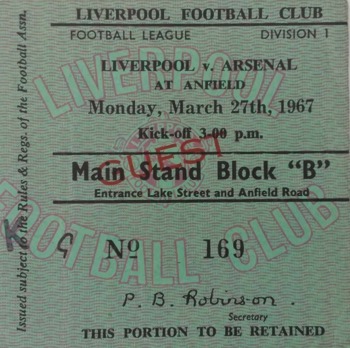 LIVERPOOL FOOTBALL CLUB
FOOTBALL LEAGUE DIVISION 1
LIVERPOOL v. ARSENAL
AT ANFIELD
Monday, March 27th, 1967
Kick-off 3-00 p.m.
GUEST
Main Stand Block "B"
Entrance Lake Street and Anfield Road
K 9 No 169
P. B. Robinson.
Secretary
THIS PORTION TO BE RETAINED
Issued subject to the Rules & Regs. of the Football Assn.
LIVERPOOL
FOOTBALL CLUB